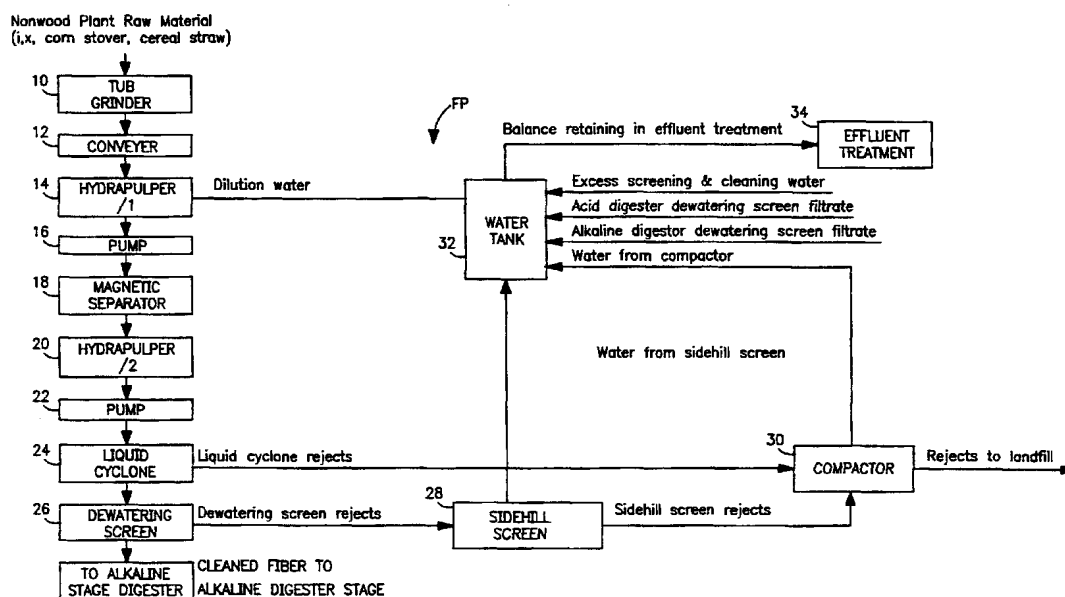 Nonwood Plant Raw Material
(i,x, corn stover, cereal straw)
10
TUB
GRINDER
12
CONVEYER
14
HYDRAPULPER
/1
16
PUMP
18
MAGNETIC
SEPARATOR
20
HYDRAPULPER
/2
22
PUMP
24
LIQUID
CYCLONE
26
DEWATERING
SCREEN
TO ALKALINE
STAGE DIGESTER
CLEANED FIBER TO
ALKALINE DIGESTER STAGE
Dilution water
FP
Balance retaining in effluent treatment
34
EFFLUENT
TREATMENT
32
WATER
TANK
Excess screening & cleaning water
Acid digester dewatering screen filtrate
Alkaline digestor dewatering screen filtrate
Water from compactor
Water from sidehill screen
Liquid cyclone rejects
30
COMPACTOR
Rejects to landfill
Dewatering screen rejects
28
SIDEHILL
SCREEN
Sidehill screen rejects